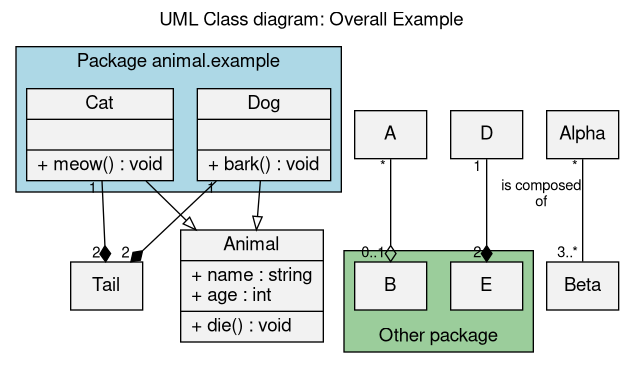 UML Class diagram: Overall Example
Package animal.example
Cat
+ meow() : void
Dog
+ bark() : void
A
D
Alpha
1
1
*
1
*
is composed
of
2
2
0..1
2
3..*
Tail
Animal
+ name : string
+ age : int
+ die() : void
B
E
Other package
Beta